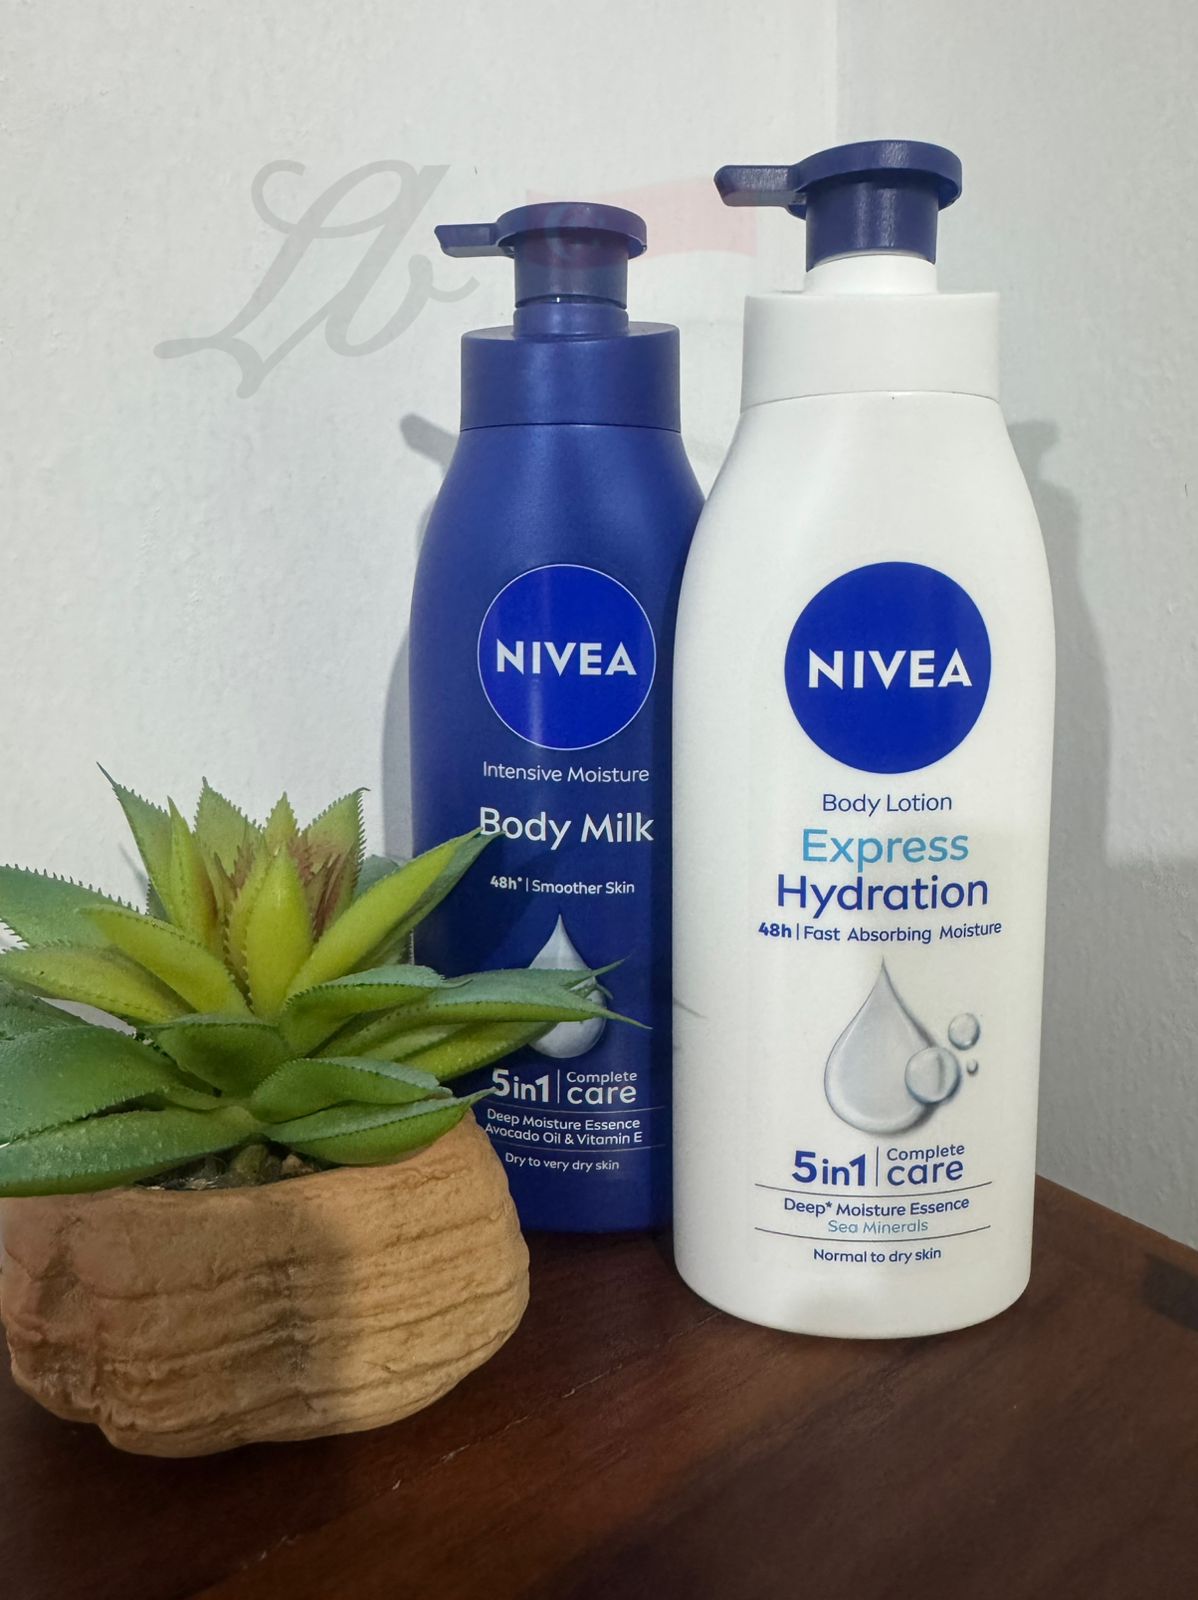 Lb
NIVEA
Intensive Moisture
Body Milk
48h* | Smoother Skin
5in1 | Complete care
Deep Moisture Essence
Avocado Oil & Vitamin E
Dry to very dry skin
NIVEA
Body Lotion
Express
Hydration
48h | Fast Absorbing Moisture
5in1 | Complete care
Deep* Moisture Essence
Sea Minerals
Normal to dry skin